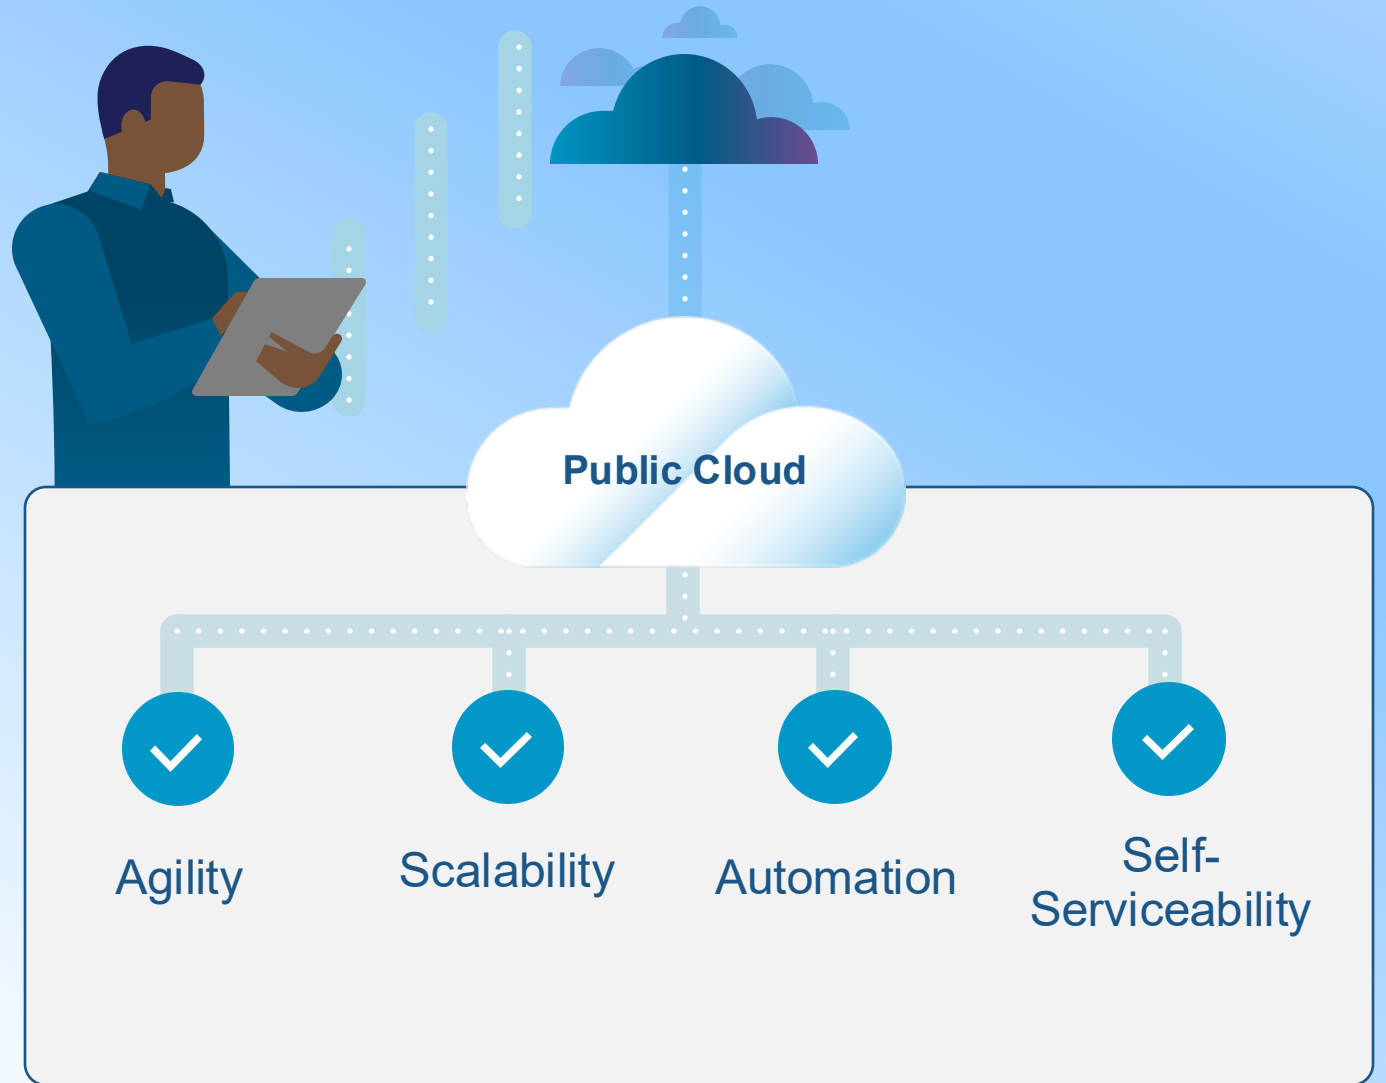 Public Cloud
Agility
Scalability
Automation
Self-
Serviceability